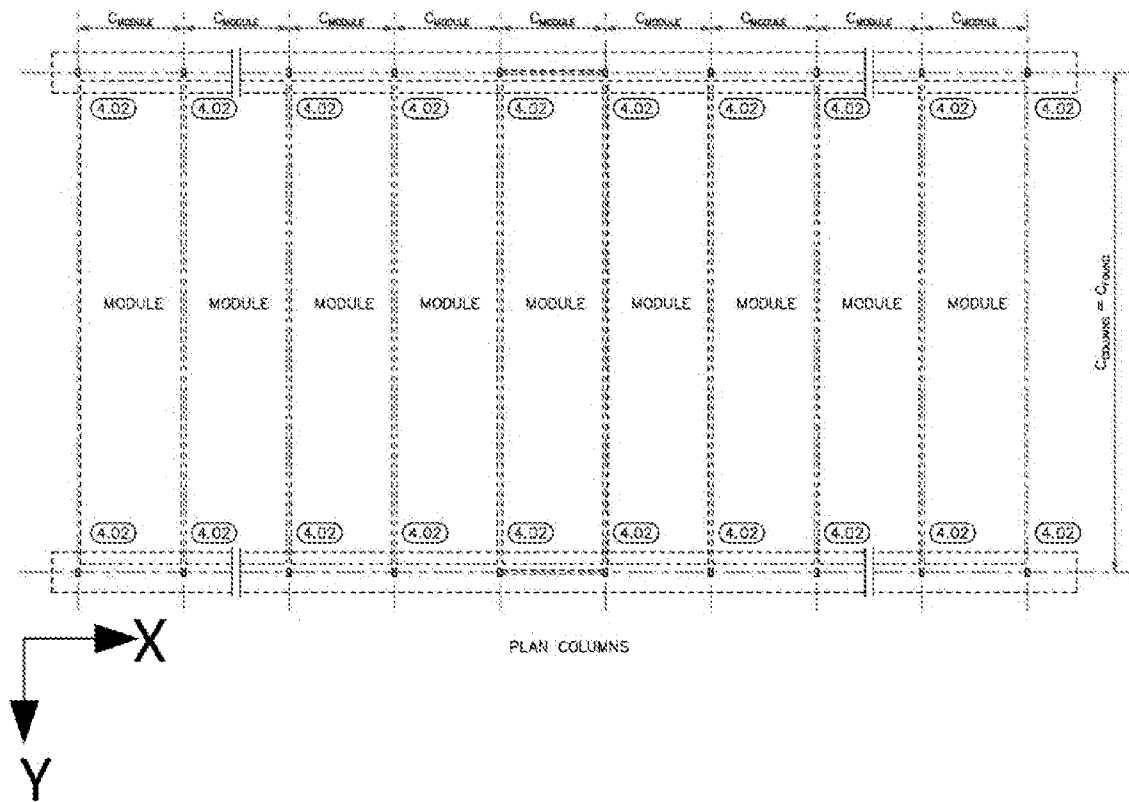 CMODULE CMODULE CMODULE CMODULE CMODULE CMODULE CMODULE CMODULE CMODULE
4.02 4.02 4.02 4.02 4.02 4.02 4.02 4.02 4.02 4.02
MODULE MODULE MODULE MODULE MODULE MODULE MODULE MODULE MODULE
CCOLUMNS = CFOUND
4.02 4.02 4.02 4.02 4.02 4.02 4.02 4.02 4.02 4.02
X
PLAN COLUMNS
Y